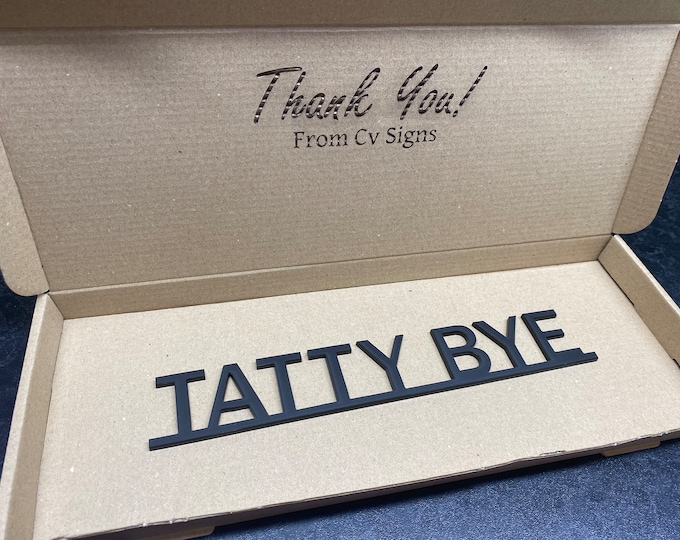 Thank You!
From Cv Signs
TATTY BYE